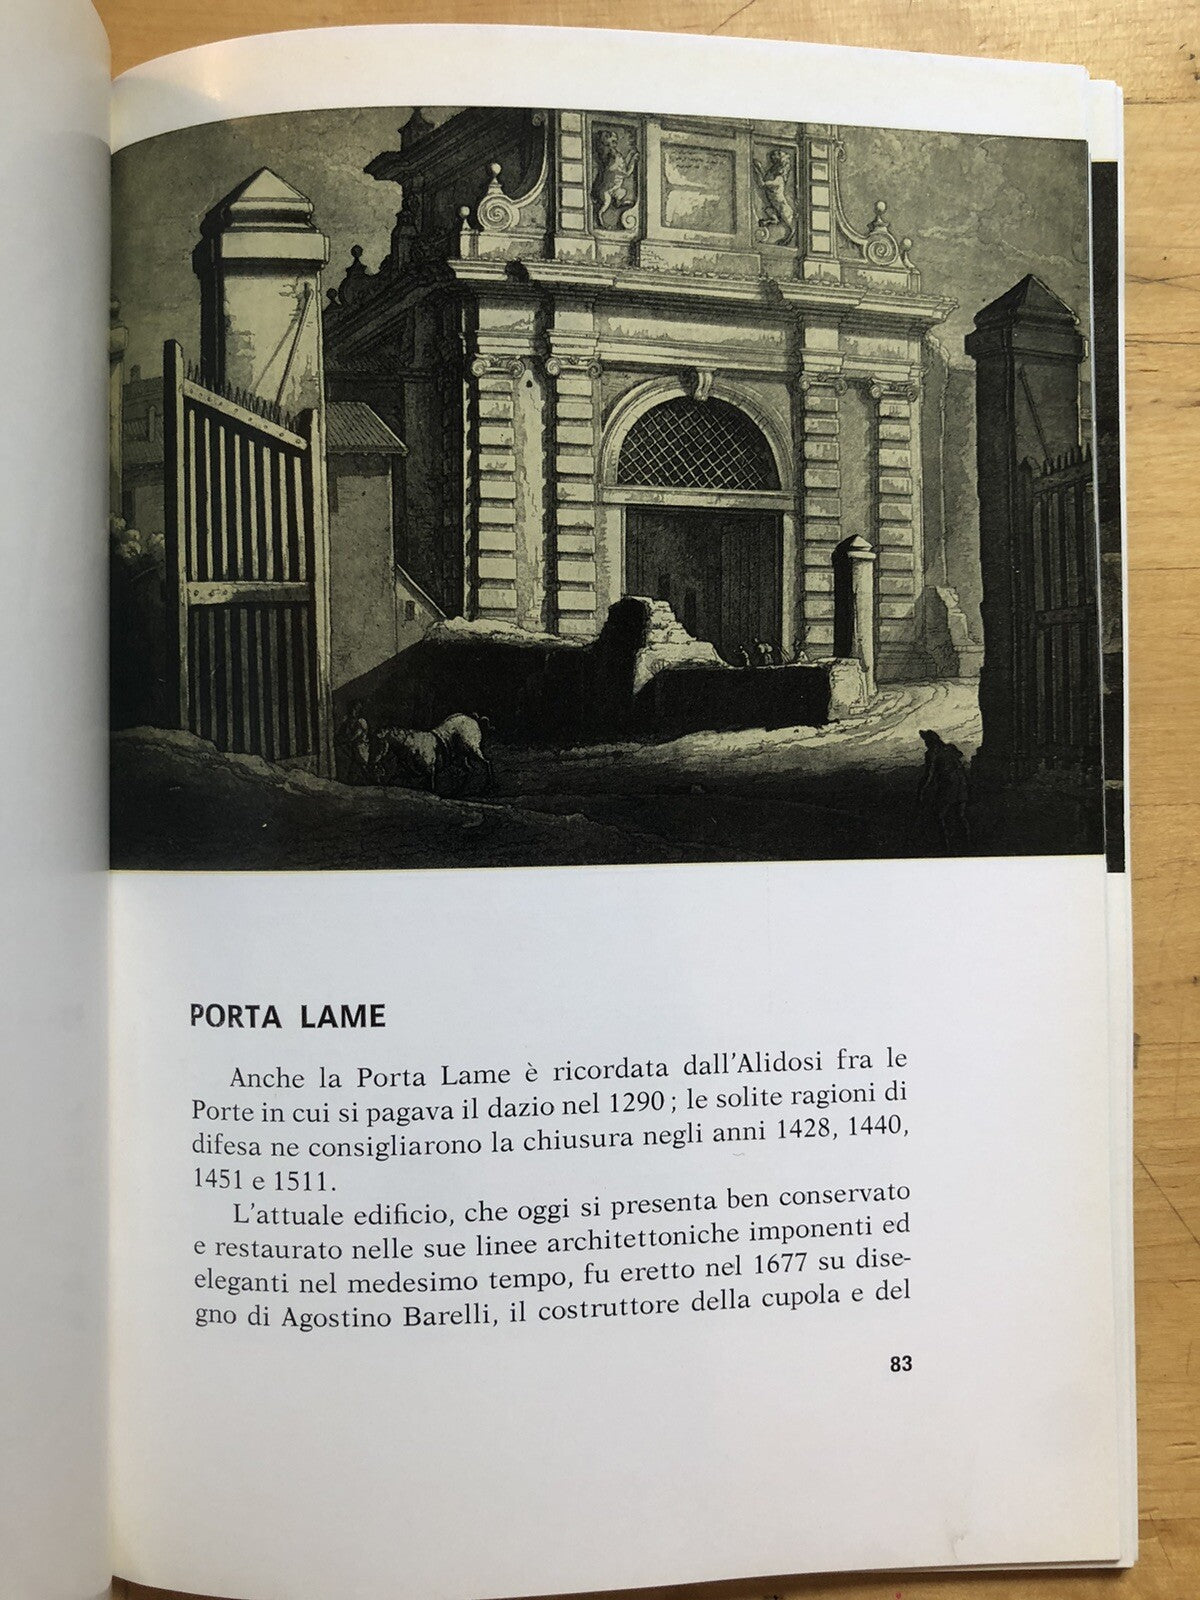 PORTA LAME
Anche la Porta Lame è ricordata dall'Alidosi fra le
Porte in cui si pagava il dazio nel 1290; le solite ragioni di
difesa ne consigliarono la chiusura negli anni 1428, 1440,
1451 e 1511.
L'attuale edificio, che oggi si presenta ben conservato
e restaurato nelle sue linee architettoniche imponenti ed
eleganti nel medesimo tempo, fu eretto nel 1677 su dise-
gno di Agostino Barelli, il costruttore della cupola e del
83